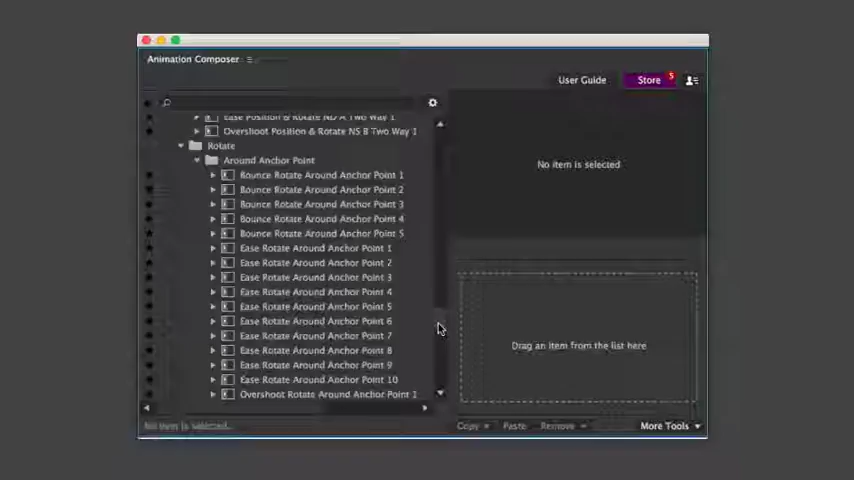 Animation Composer
User Guide
Store
5
Ease Position & Rotate ND A Two Way 1
Overshoot Position & Rotate NS B Two Way 1
Rotate
Around Anchor Point
Bounce Rotate Around Anchor Point 1
Bounce Rotate Around Anchor Point 2
Bounce Rotate Around Anchor Point 3
Bounce Rotate Around Anchor Point 4
Bounce Rotate Around Anchor Point 5
Ease Rotate Around Anchor Point 1
Ease Rotate Around Anchor Point 2
Ease Rotate Around Anchor Point 3
Ease Rotate Around Anchor Point 4
Ease Rotate Around Anchor Point 5
Ease Rotate Around Anchor Point 6
Ease Rotate Around Anchor Point 7
Ease Rotate Around Anchor Point 8
Ease Rotate Around Anchor Point 9
Ease Rotate Around Anchor Point 10
Overshoot Rotate Around Anchor Point 1
No item is selected...
No item is selected
Drag an item from the list here
Copy
Paste
Remove
More Tools